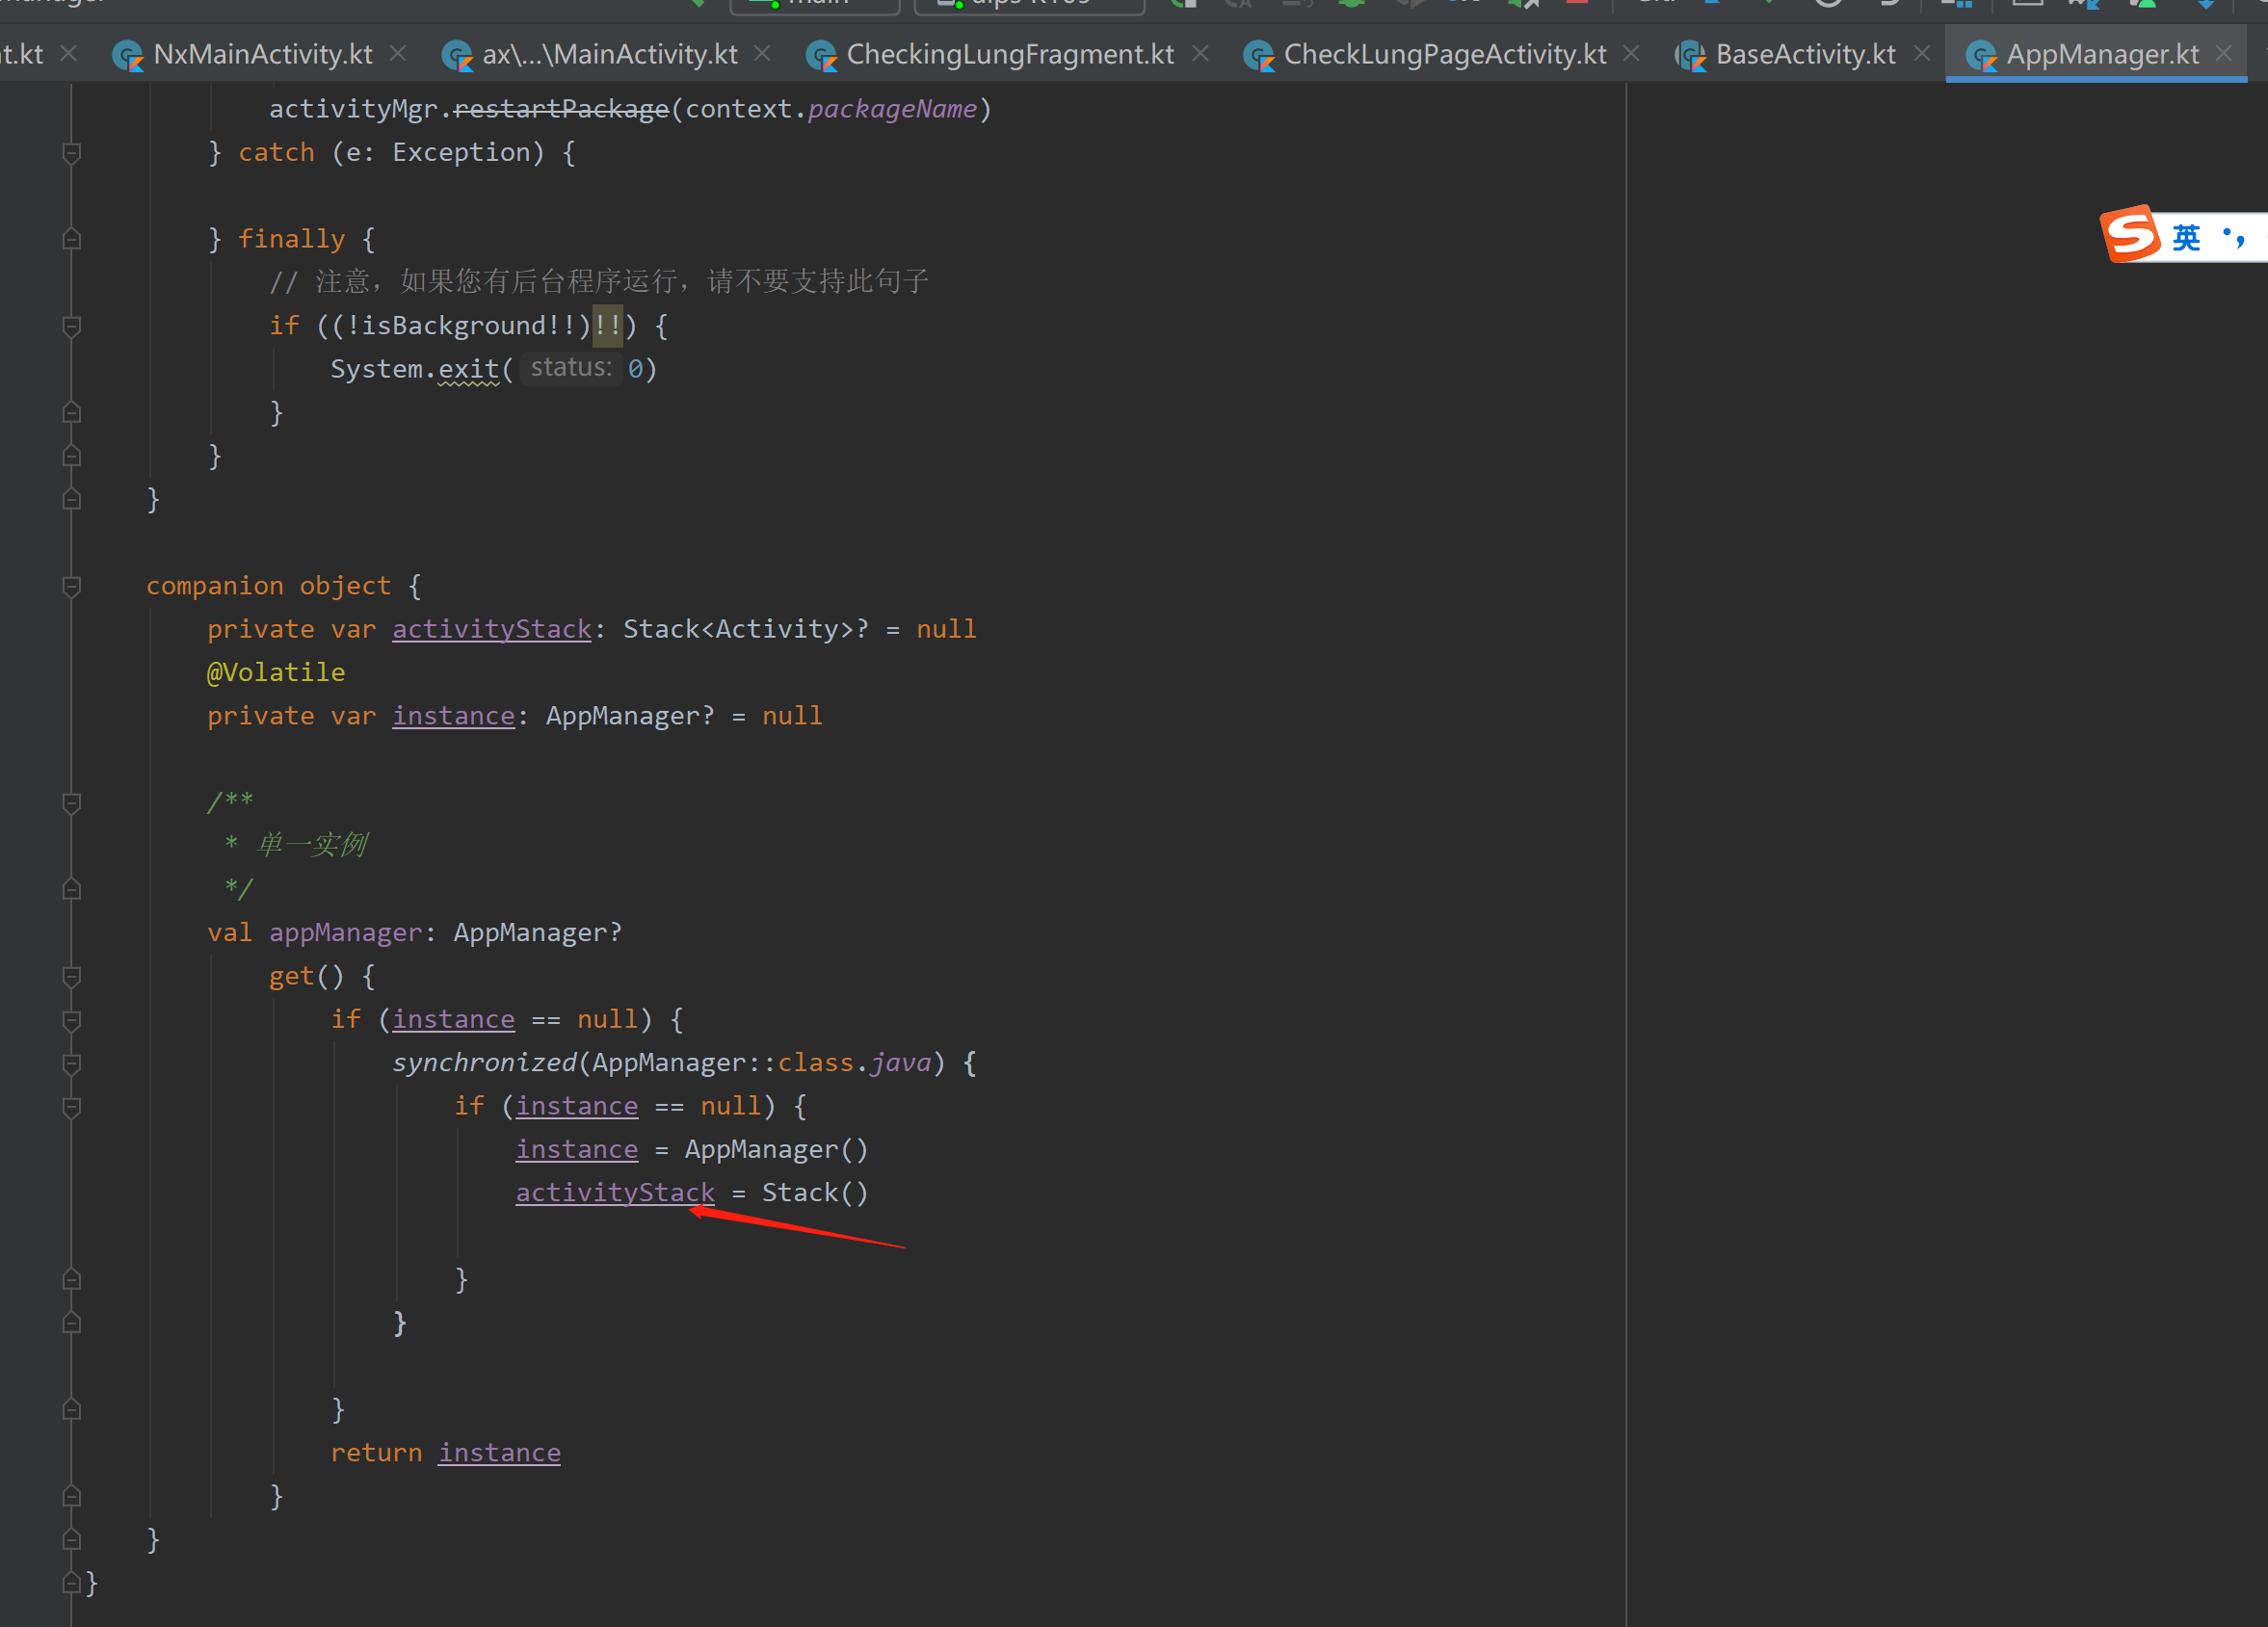 t.kt NxMainActivity.kt ax\...\MainActivity.kt CheckingLungFragment.kt CheckLungPageActivity.kt BaseActivity.kt AppManager.kt
activityMgr.restartPackage(context.packageName)
} catch (e: Exception) {
} finally {
// 注意，如果您有后台程序运行，请不要支持此句子
if ((!isBackground!!)!!) {
System.exit( status: 0)
}
}
}
英 •,
companion object {
private var activityStack: Stack<Activity>? = null
@Volatile
private var instance: AppManager? = null
/**
* 单一实例
*/
val appManager: AppManager?
get() {
if (instance == null) {
synchronized(AppManager::class.java) {
if (instance == null) {
instance = AppManager()
activityStack = Stack()
}
}
}
return instance
}
}
}